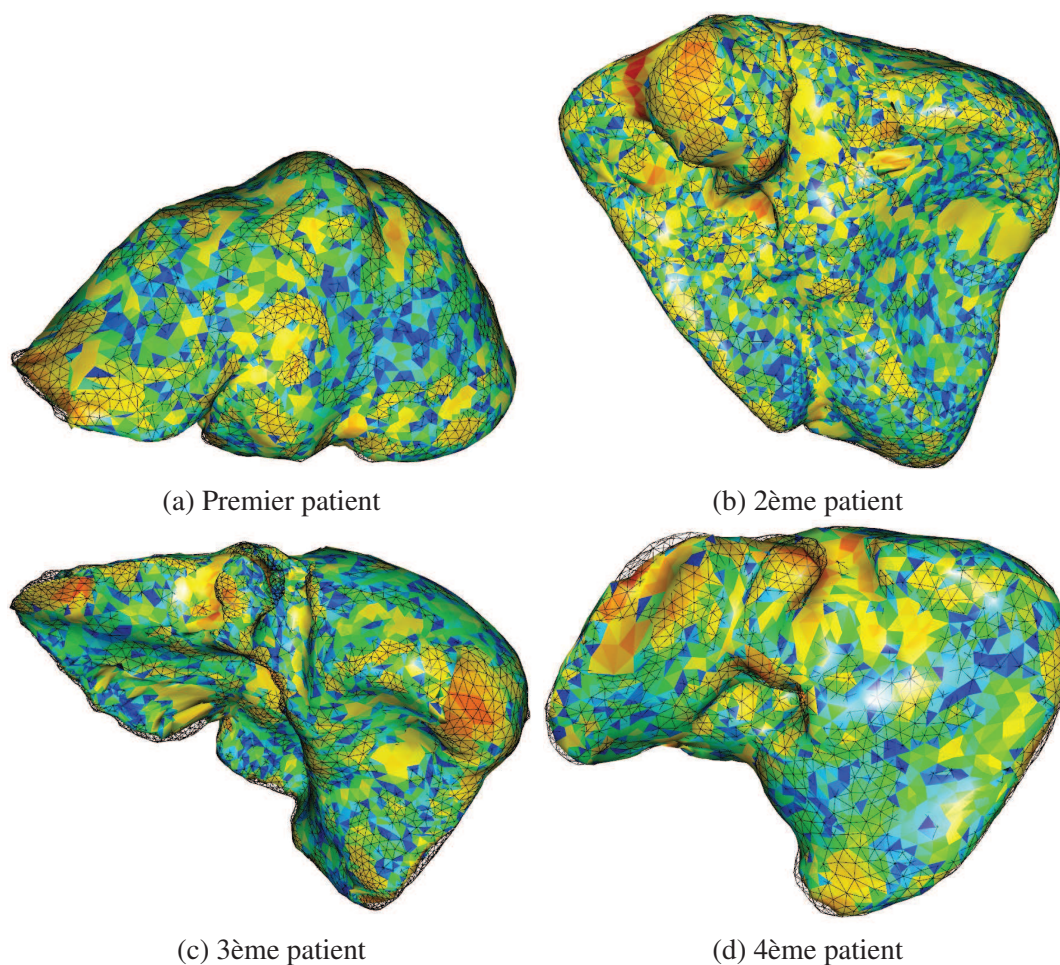 (a) Premier patient
(b) 2ème patient
(c) 3ème patient
(d) 4ème patient